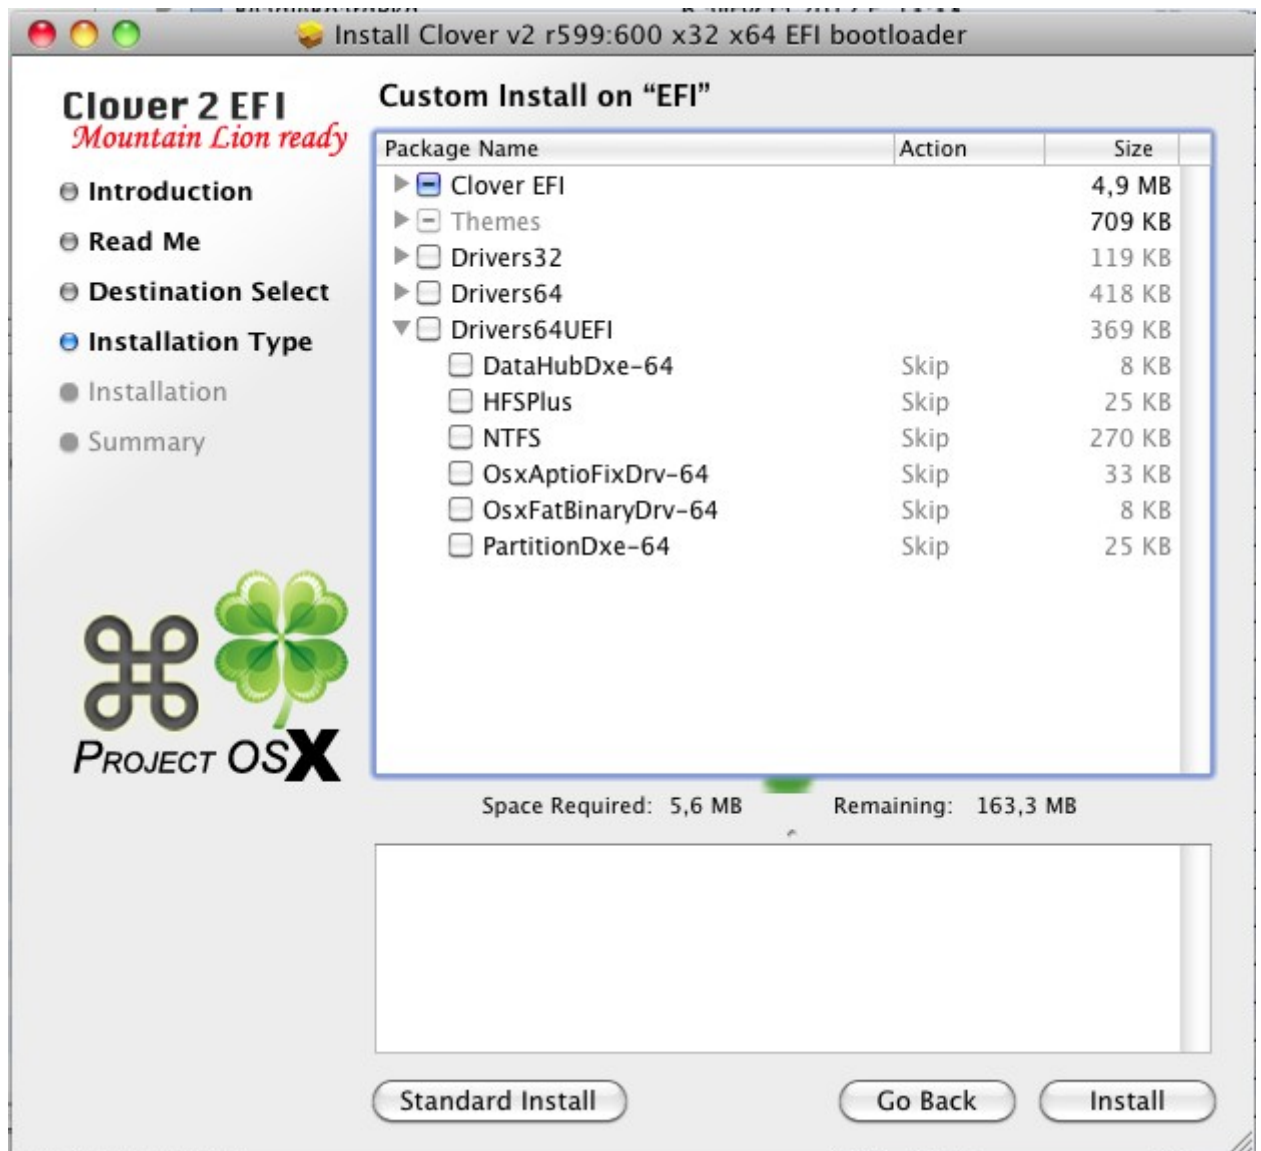 Install Clover v2 r599:600 x32 x64 EFI bootloader
Clover 2 EFI
Mountain Lion ready
Introduction
Read Me
Destination Select
Installation Type
Installation
Summary
PROJECT OSX
Custom Install on “EFI”
Package Name Action Size
Clover EFI 4,9 MB
Themes 709 KB
Drivers32 119 KB
Drivers64 418 KB
Drivers64UEFI 369 KB
DataHubDxe-64 Skip 8 KB
HFSPlus Skip 25 KB
NTFS Skip 270 KB
OsxAptioFixDrv-64 Skip 33 KB
OsxFatBinaryDrv-64 Skip 8 KB
PartitionDxe-64 Skip 25 KB
Space Required: 5,6 MB Remaining: 163,3 MB
Standard Install Go Back Install